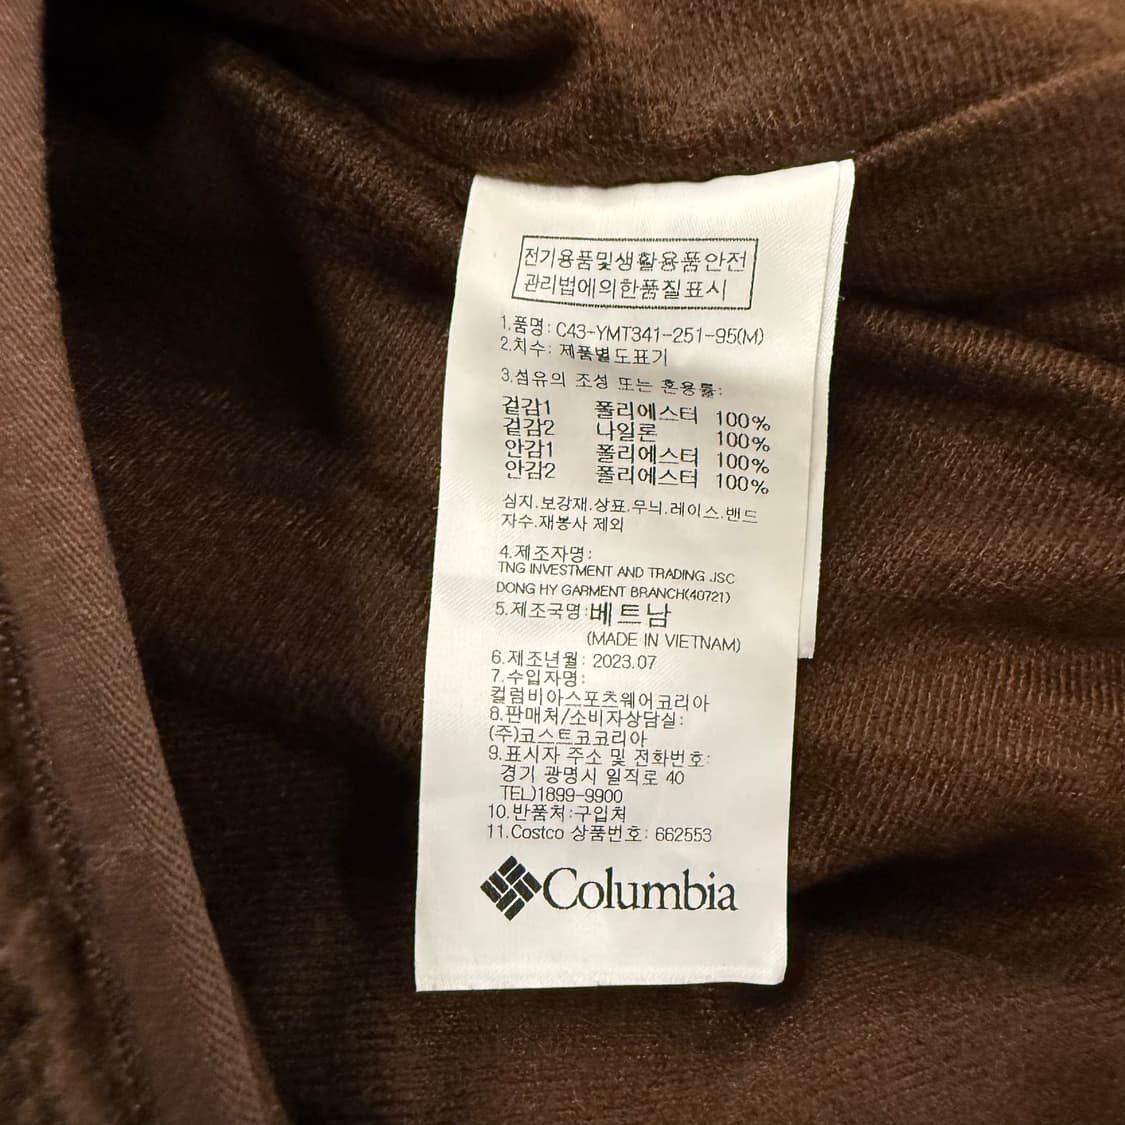 전기용품및생활용품안전
관리법에의한품질표시
1.품명: C43-YMT341-251-95(M)
2.치수: 제품별도표기
3.섬유의 조성 또는 혼용률:
겉감1 폴리에스터 100%
겉감2 나일론 100%
안감1 폴리에스터 100%
안감2 폴리에스터 100%
심지.보강재.상표.무늬.레이스.밴드
자수.재봉사 제외
4.제조자명:
TNG INVESTMENT AND TRADING JSC
DONG HY GARMENT BRANCH(40721)
5.제조국명:베트남
(MADE IN VIETNAM)
6.제조년월: 2023.07
7.수입자명:
컬럼비아스포츠웨어코리아
8.판매처/소비자상담실:
(주)코스트코코리아
9.표시자 주소 및 전화번호:
경기 광명시 일직로 40
TEL)1899-9900
10.반품처:구입처
11.Costco 상품번호: 662553
Columbia